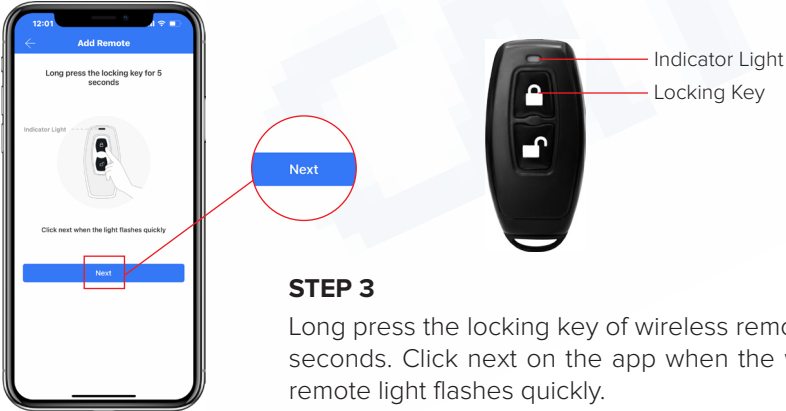 12:01
Add Remote
Long press the locking key for 5
seconds
Indicator Light
Click next when the light flashes quickly
Next
Next
Indicator Light
Locking Key
STEP 3
Long press the locking key of wireless remo
seconds. Click next on the app when the
remote light flashes quickly.